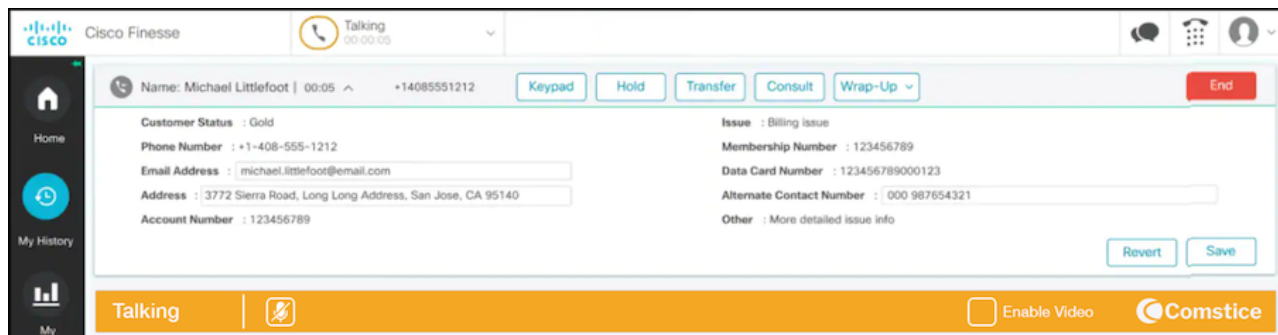 CISCO
Cisco Finesse
Talking
00:00:05
Home
My History
My
Name: Michael Littlefoot | 00:05
+14085551212
Keypad
Hold
Transfer
Consult
Wrap-Up
End
Customer Status : Gold
Phone Number : +1-408-555-1212
Email Address : michael.littlefoot@email.com
Address : 3772 Sierra Road, Long Long Address, San Jose, CA 95140
Account Number : 123456789
Issue : Billing issue
Membership Number : 123456789
Data Card Number : 123456789000123
Alternate Contact Number : 000 987654321
Other : More detailed issue info
Revert
Save
Talking
Enable Video
Comstice